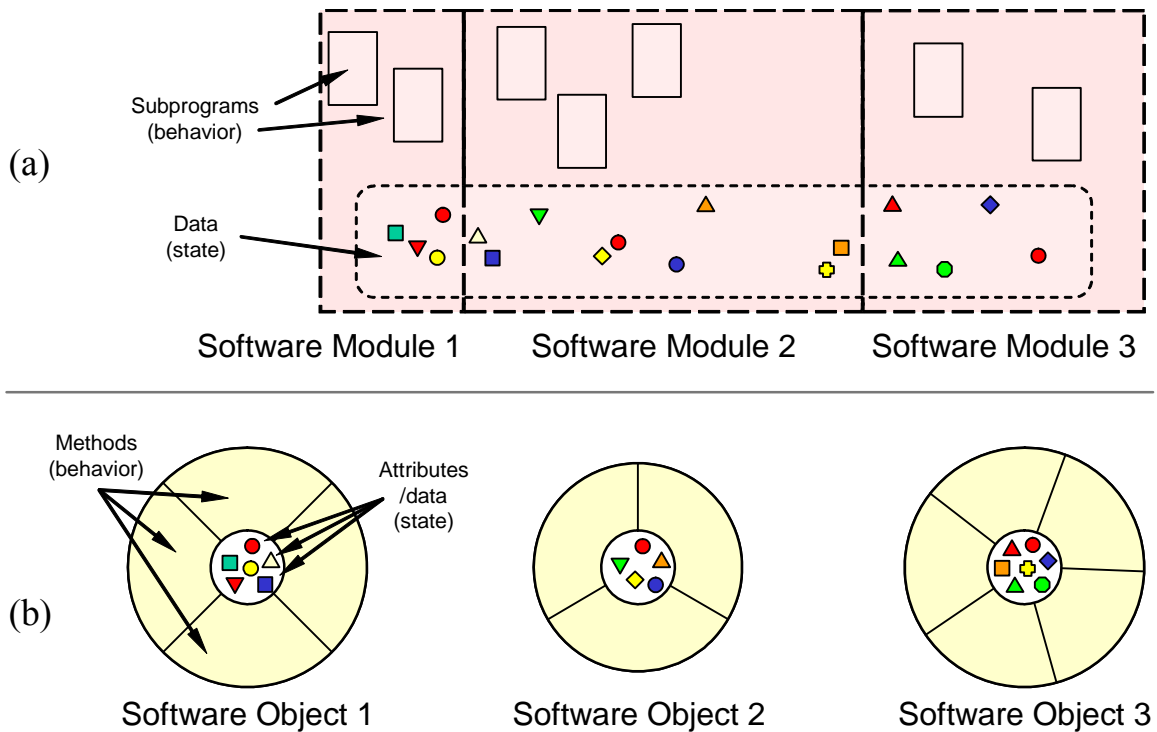 Subprograms
(behavior)
(a)
Data
(state)
Software Module 1
Software Module 2
Software Module 3
Methods
(behavior)
Attributes
/data
(state)
(b)
Software Object 1
Software Object 2
Software Object 3